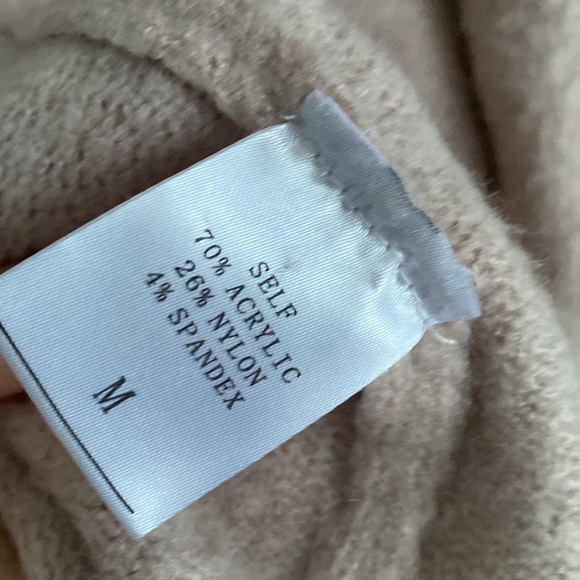 SELF
70% ACRYLIC
26% NYLON
4% SPANDEX
M